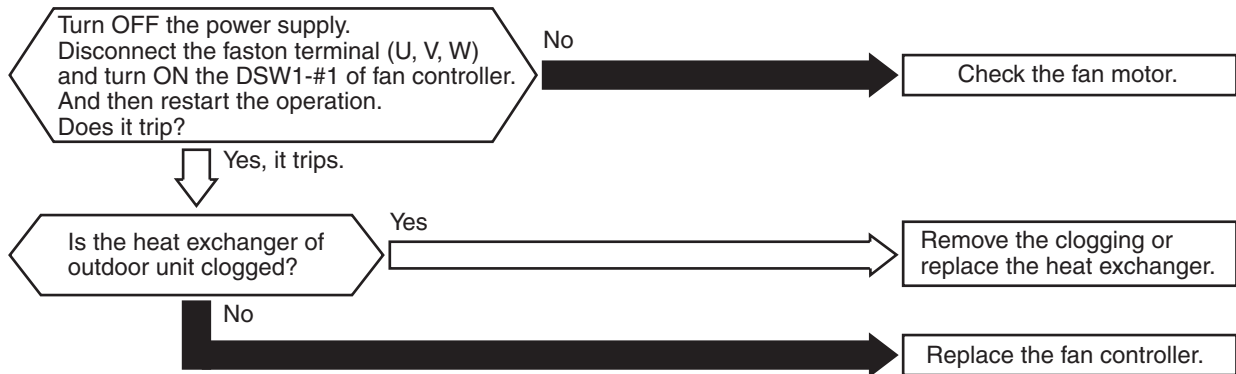 Turn OFF the power supply.
Disconnect the faston terminal (U, V, W)
and turn ON the DSW1-#1 of fan controller.
And then restart the operation.
Does it trip?
No
Check the fan motor.
Yes, it trips.
Is the heat exchanger of
outdoor unit clogged?
Yes
Remove the clogging or
replace the heat exchanger.
No
Replace the fan controller.